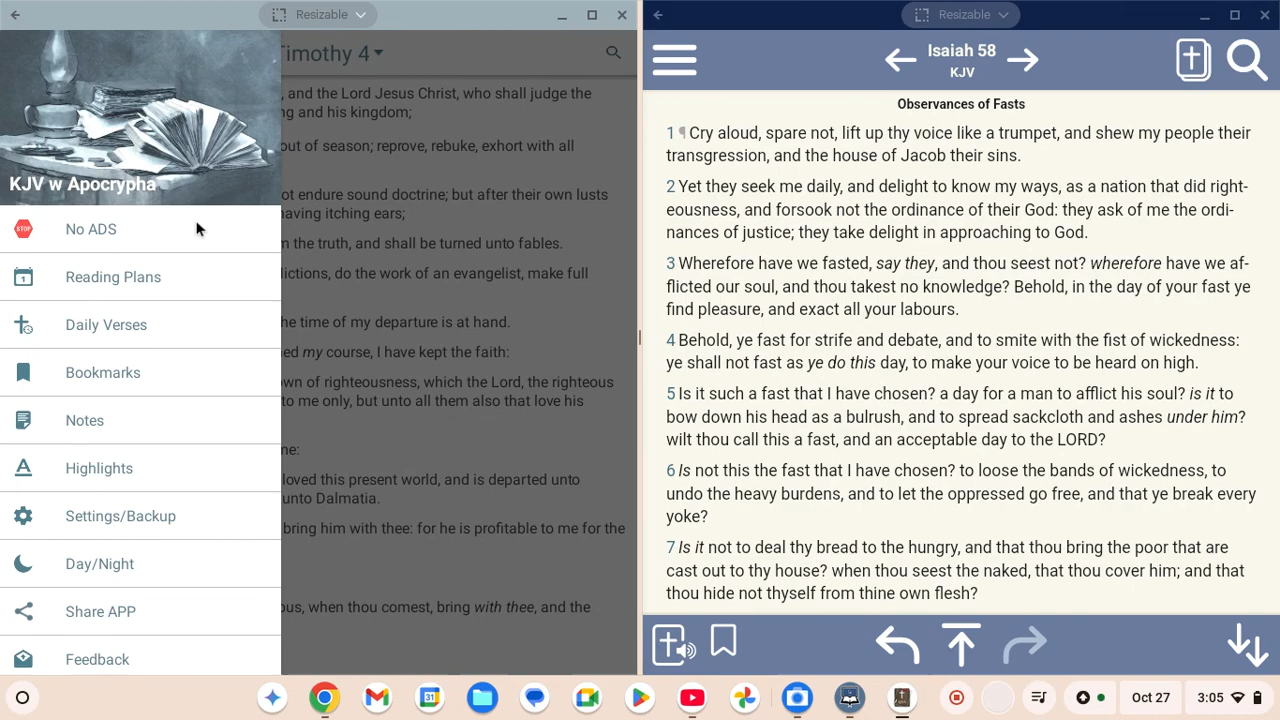 Resizable
Timothy 4
, and the Lord Jesus Christ, who shall judge the
ng and his kingdom;
out of season; reprove, rebuke, exhort with all
ot endure sound doctrine; but after their own lusts
having itching ears;
m the truth, and shall be turned unto fables.
lictions, do the work of an evangelist, make full
he time of my departure is at hand.
ned my course, I have kept the faith:
own of righteousness, which the Lord, the righteous
to me only, but unto all them also that love his
ne:
loved this present world, and is departed unto
unto Dalmatia.
bring him with thee: for he is profitable to me for the
ous, when thou comest, bring with thee, and the
KJV w Apocrypha
STOP
No ADS
1
Reading Plans
Daily Verses
Bookmarks
Notes
Highlights
Settings/Backup
Day/Night
Share APP
Feedback
Resizable
Isaiah 58
KJV
Observances of Fasts
1 ¶ Cry aloud, spare not, lift up thy voice like a trumpet, and shew my people their
transgression, and the house of Jacob their sins.
2 Yet they seek me daily, and delight to know my ways, as a nation that did right-
eousness, and forsook not the ordinance of their God: they ask of me the ordi-
nances of justice; they take delight in approaching to God.
3 Wherefore have we fasted, say they, and thou seest not? wherefore have we af-
flicted our soul, and thou takest no knowledge? Behold, in the day of your fast ye
find pleasure, and exact all your labours.
4 Behold, ye fast for strife and debate, and to smite with the fist of wickedness:
ye shall not fast as ye do this day, to make your voice to be heard on high.
5 Is it such a fast that I have chosen? a day for a man to afflict his soul? is it to
bow down his head as a bulrush, and to spread sackcloth and ashes under him?
wilt thou call this a fast, and an acceptable day to the LORD?
6 Is not this the fast that I have chosen? to loose the bands of wickedness, to
undo the heavy burdens, and to let the oppressed go free, and that ye break every
yoke?
7 Is it not to deal thy bread to the hungry, and that thou bring the poor that are
cast out to thy house? when thou seest the naked, that thou cover him; and that
thou hide not thyself from thine own flesh?
31
Oct 27
3:05